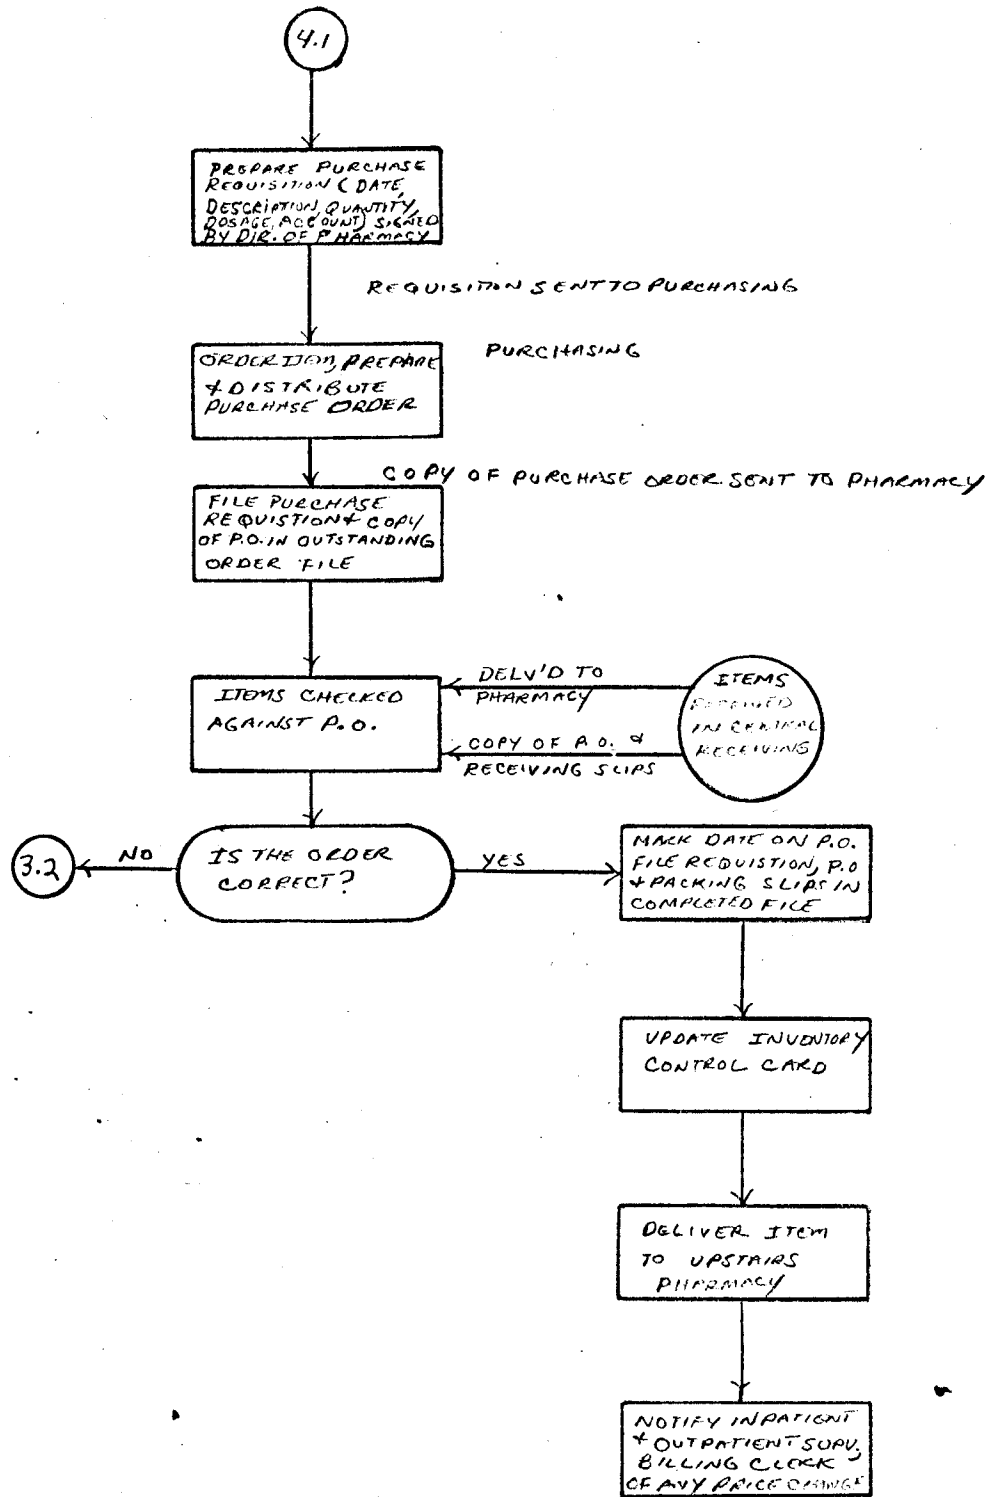 4.1
PREPARE PURCHASE
REQUISITION (DATE,
DESCRIPTION, QUANTITY,
DOSAGE, ACCOUNT) SIGNED
BY DIR. OF PHARMACY
REQUISITION SENT TO PURCHASING
ORDER ITEM, PREPARE
& DISTRIBUTE
PURCHASE ORDER
PURCHASING
COPY OF PURCHASE ORDER SENT TO PHARMACY
FILE PURCHASE
REQUISTION & COPY
OF P.O. IN OUTSTANDING
ORDER FILE
ITEMS CHECKED
AGAINST P.O.
DELV'D TO
PHARMACY
COPY OF P.O. &
RECEIVING SLIPS
ITEMS
RECEIVED
IN CENTRAL
RECEIVING
3.2
NO
IS THE ORDER
CORRECT?
YES
MARK DATE ON P.O.
FILE REQUISTION, P.O
& PACKING SLIPS IN
COMPLETED FILE
UPDATE INVENTORY
CONTROL CARD
DELIVER ITEM
TO UPSTAIRS
PHARMACY
NOTIFY INPATIENT
& OUTPATIENT SUPV.,
BILLING CLERK
OF ANY PRICE CHANGE